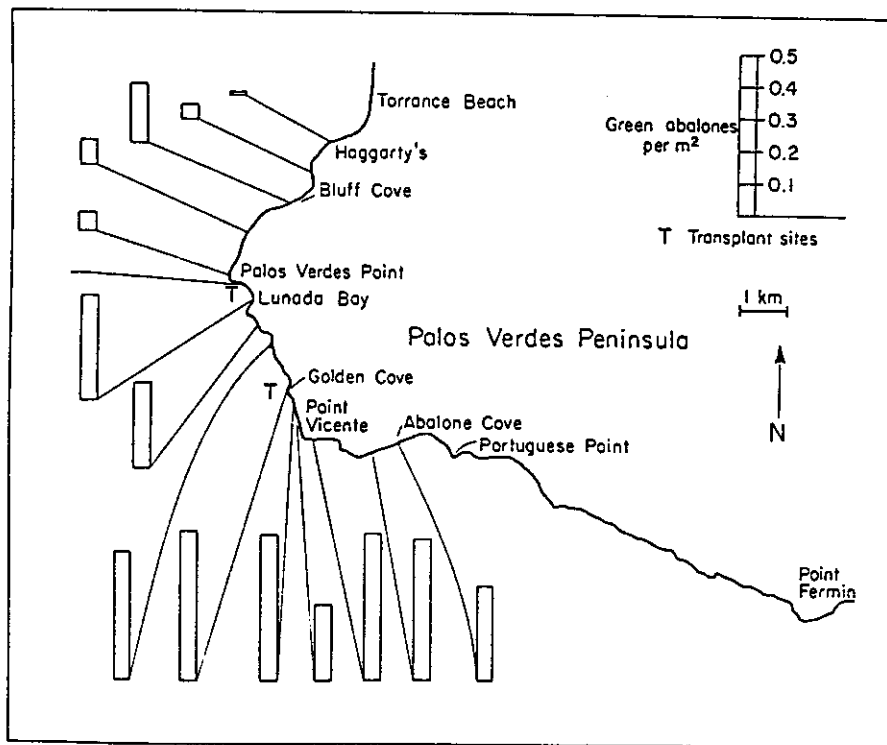 Torrance Beach
Haggarty's
Bluff Cove
Palos Verdes Point
T
Lunada Bay
Palos Verdes Peninsula
T
Golden Cove
Point
Vicente
Abalone Cove
Portuguese Point
Point
Fermin
0.5
0.4
0.3
0.2
0.1
Green abalones
per m²
T Transplant sites
1 km
N